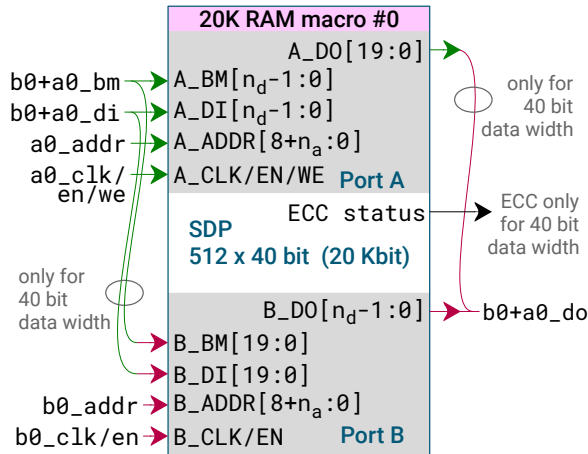 20K RAM macro #0
A_DO[19:0]
b0+a0_bm
A_BM[nd-1:0]
only for
40 bit
data width
b0+a0_di
A_DI[nd-1:0]
a0_addr
A_ADDR[8+na:0]
a0_clk/
en/we
A_CLK/EN/WE
Port A
ECC status
ECC only
for 40 bit
data width
SDP
512 x 40 bit (20 Kbit)
only for
40 bit
data width
B_DO[nd-1:0]
b0+a0_do
B_BM[19:0]
B_DI[19:0]
b0_addr
B_ADDR[8+na:0]
b0_clk/en
B_CLK/EN
Port B